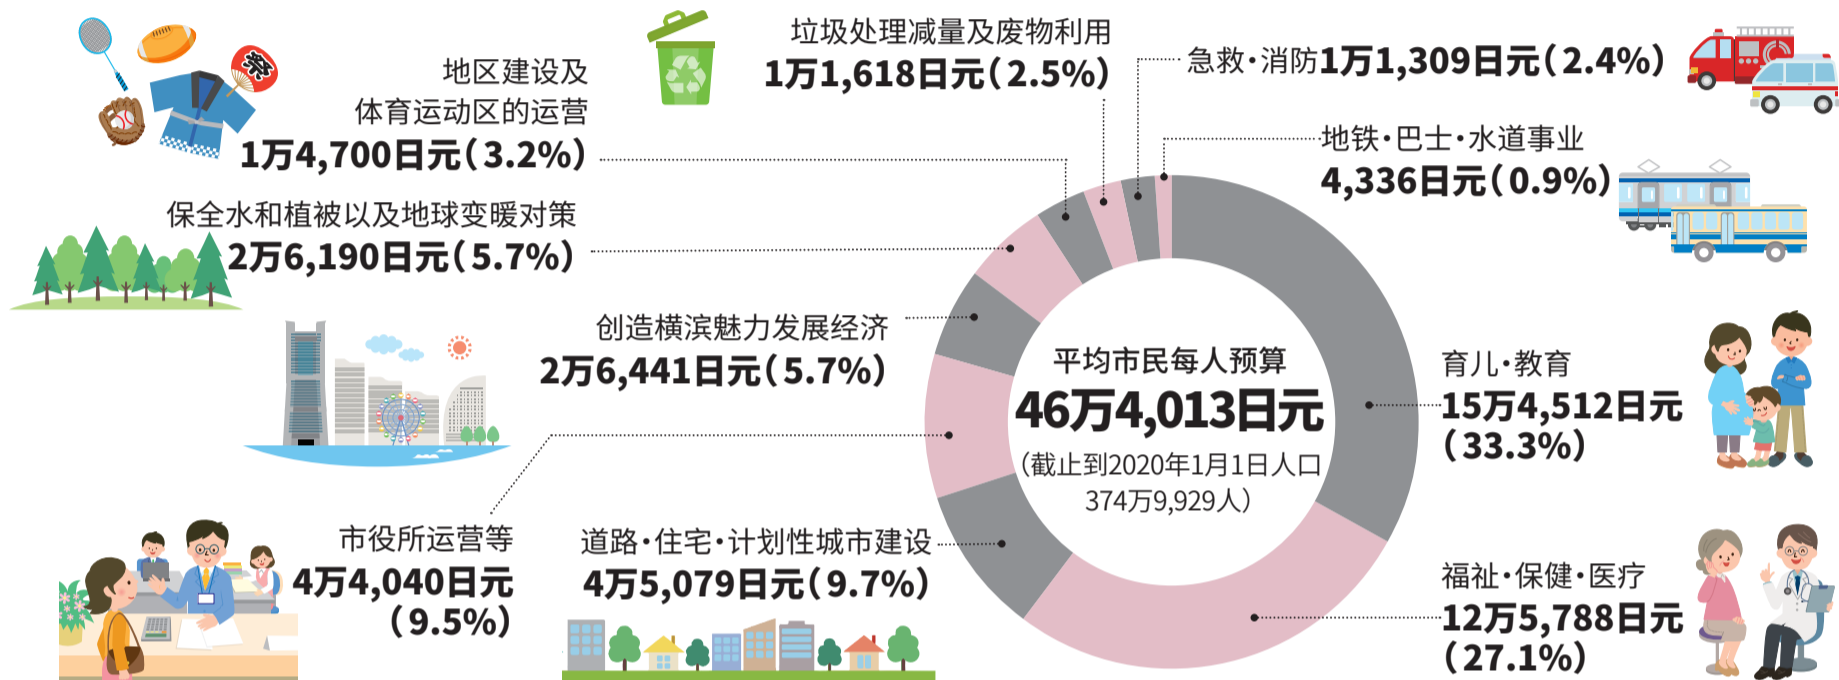 祭
地区建设及
体育运动区的运营
1万4,700日元(3.2%)
垃圾处理减量及废物利用
1万1,618日元(2.5%)
急救·消防1万1,309日元(2.4%)
地铁·巴士·水道事业
4,336日元(0.9%)
保全水和植被以及地球变暖对策
2万6,190日元(5.7%)
创造横滨魅力发展经济
2万6,441日元(5.7%)
平均市民每人预算
46万4,013日元
(截止到2020年1月1日人口
374万9,929人)
育儿·教育
15万4,512日元
(33.3%)
市役所运营等
4万4,040日元
(9.5%)
道路·住宅·计划性城市建设
4万5,079日元(9.7%)
福祉·保健·医疗
12万5,788日元
(27.1%)